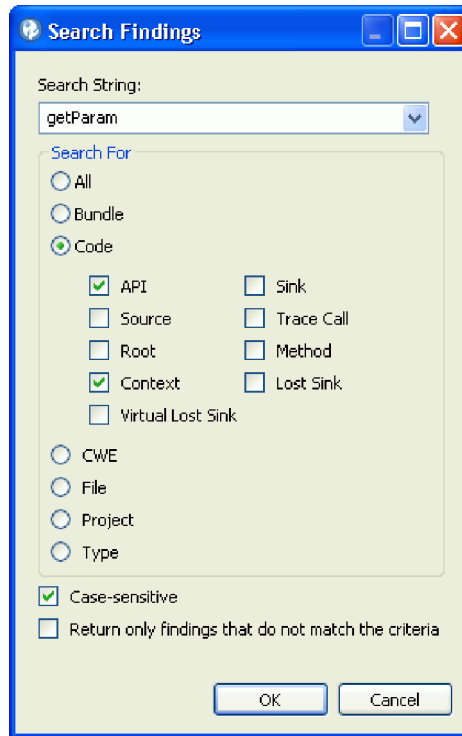 Search Findings
Search String:
getParam
Search For
All
Bundle
Code
API Sink
Source Trace Call
Root Method
Context Lost Sink
Virtual Lost Sink
CWE
File
Project
Type
Case-sensitive
Return only findings that do not match the criteria
OK Cancel